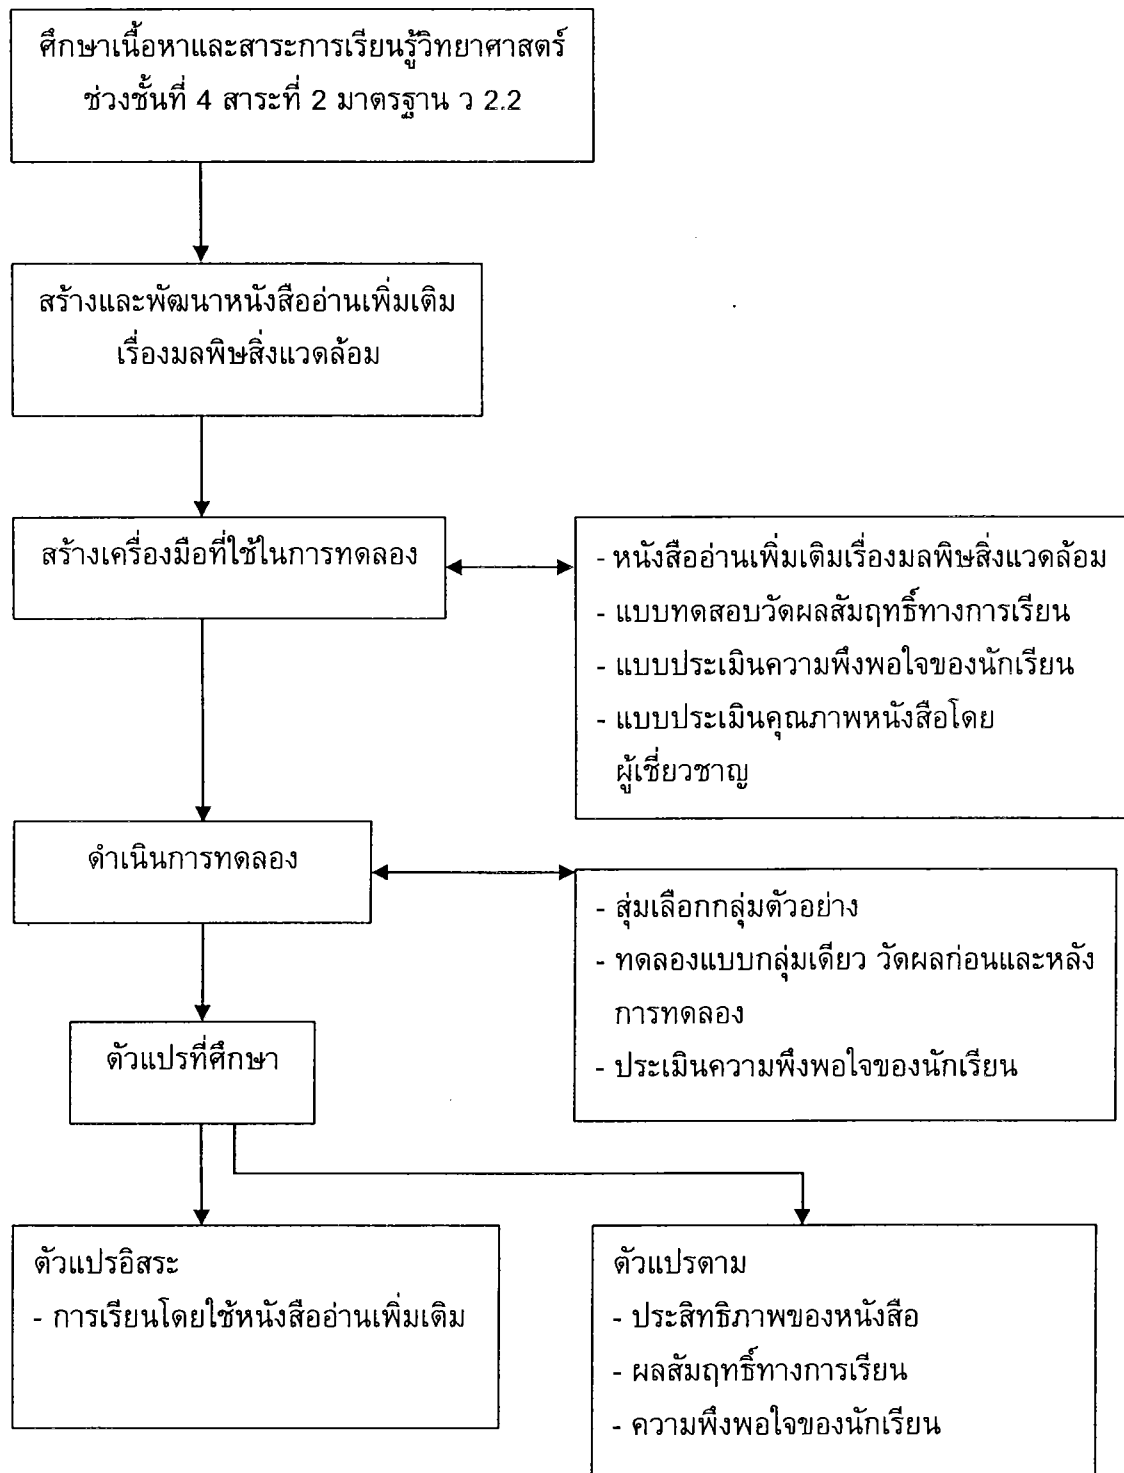 ศึกษาเนื้อหาและสาระการเรียนรู้วิทยาศาสตร์
ช่วงชั้นที่ 4 สาระที่ 2 มาตรฐาน ว 2.2
สร้างและพัฒนาหนังสืออ่านเพิ่มเติม
เรื่องมลพิษสิ่งแวดล้อม
สร้างเครื่องมือที่ใช้ในการทดลอง
- หนังสืออ่านเพิ่มเติมเรื่องมลพิษสิ่งแวดล้อม
- แบบทดสอบวัดผลสัมฤทธิ์ทางการเรียน
- แบบประเมินความพึงพอใจของนักเรียน
- แบบประเมินคุณภาพหนังสือโดย
ผู้เชี่ยวชาญ
ดำเนินการทดลอง
- สุ่มเลือกกลุ่มตัวอย่าง
- ทดลองแบบกลุ่มเดียว วัดผลก่อนและหลัง
การทดลอง
- ประเมินความพึงพอใจของนักเรียน
ตัวแปรที่ศึกษา
ตัวแปรอิสระ
- การเรียนโดยใช้หนังสืออ่านเพิ่มเติม
ตัวแปรตาม
- ประสิทธิภาพของหนังสือ
- ผลสัมฤทธิ์ทางการเรียน
- ความพึงพอใจของนักเรียน